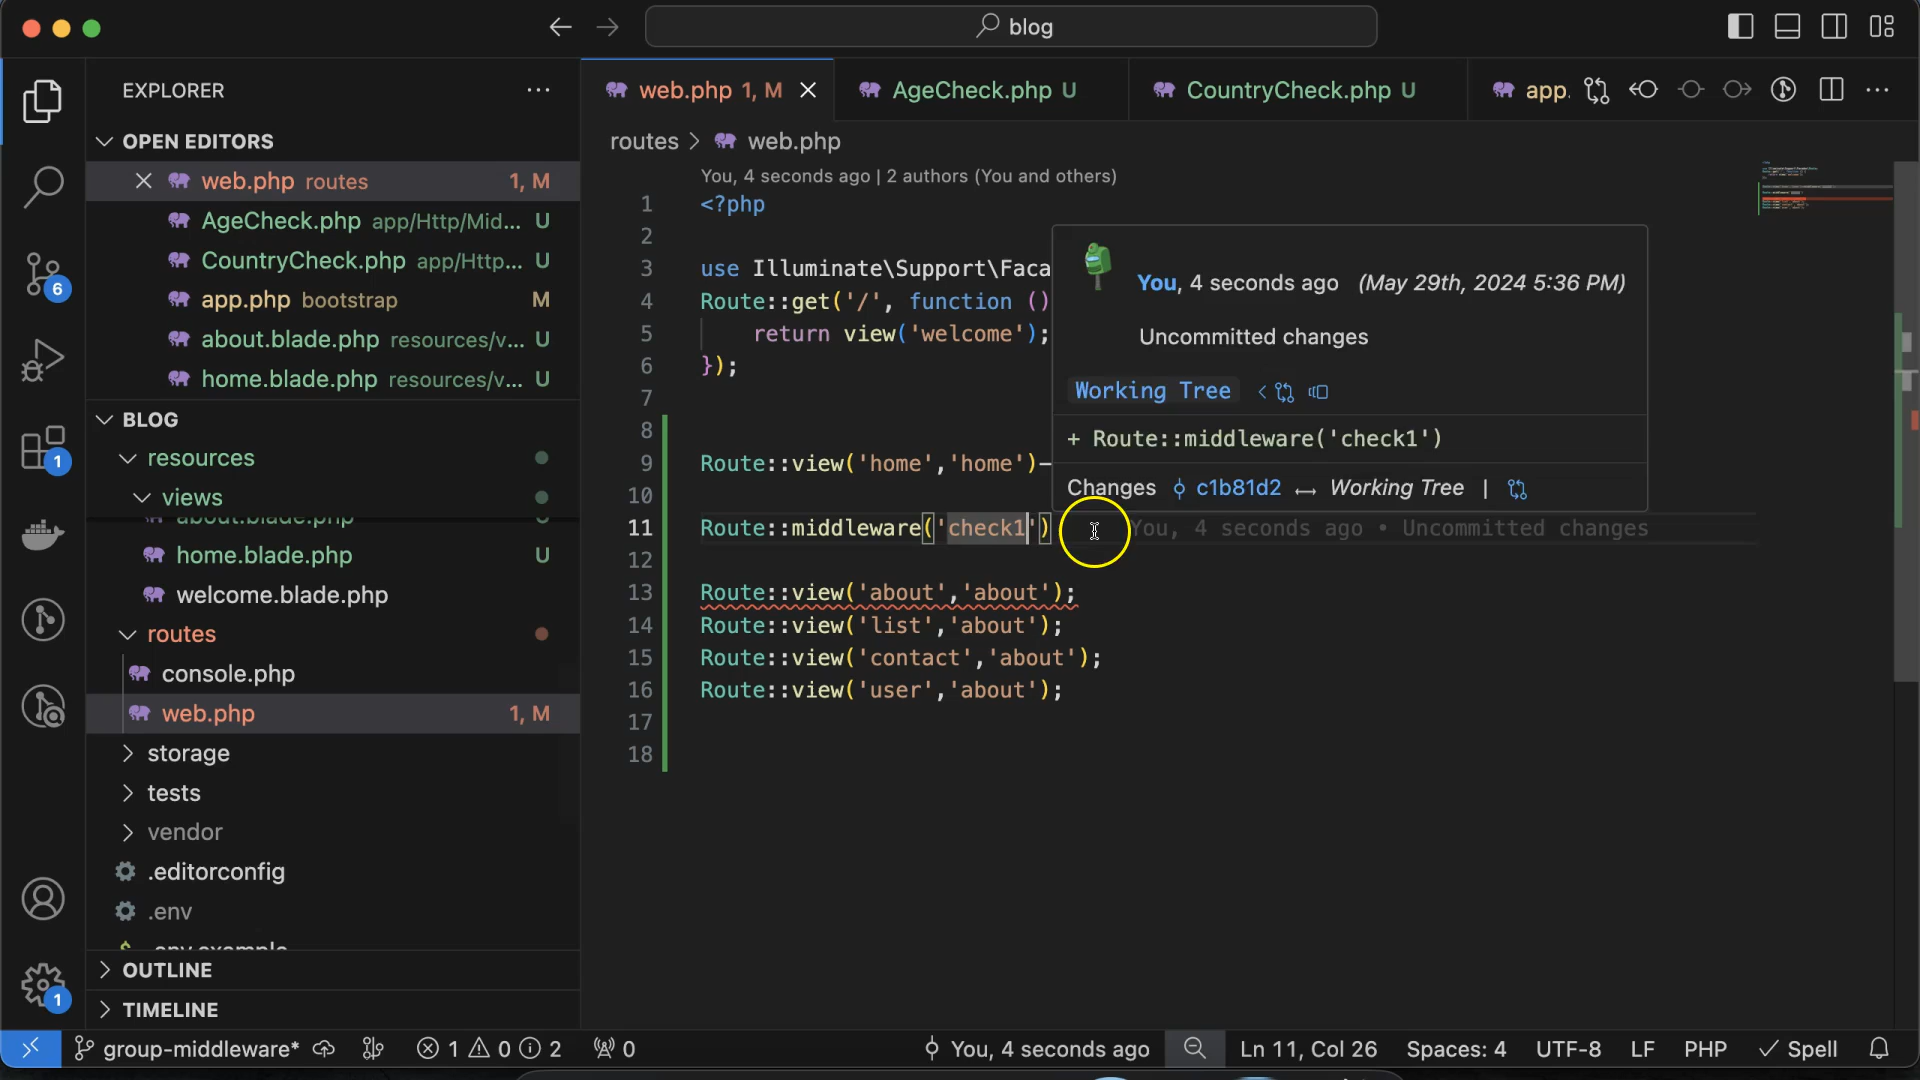 blog
EXPLORER
OPEN EDITORS
web.php routes 1, M
AgeCheck.php app/Http/Mid... U
CountryCheck.php app/Http... U
app.php bootstrap M
about.blade.php resources/v... U
home.blade.php resources/v... U
BLOG
resources
views
about.blade.php U
home.blade.php U
welcome.blade.php
routes
console.php
web.php 1, M
storage
tests
vendor
.editorconfig
.env
.env.example
OUTLINE
TIMELINE
6
1
1
web.php 1, M
AgeCheck.php U
CountryCheck.php U
app.
routes > web.php
You, 4 seconds ago | 2 authors (You and others)
1 <?php
2
3 use Illuminate\Support\Faca
4 Route::get('/', function ()
5 return view('welcome');
6 });
7
8
9 Route::view('home','home')-
10
11 Route::middleware('check1') You, 4 seconds ago • Uncommitted changes
12
13 Route::view('about','about');
14 Route::view('list','about');
15 Route::view('contact','about');
16 Route::view('user','about');
17
18
You, 4 seconds ago (May 29th, 2024 5:36 PM)
Uncommitted changes
Working Tree
+ Route::middleware('check1')
Changes c1b81d2 Working Tree |
group-middleware* 1 0 2 0 You, 4 seconds ago Ln 11, Col 26 Spaces: 4 UTF-8 LF PHP Spell